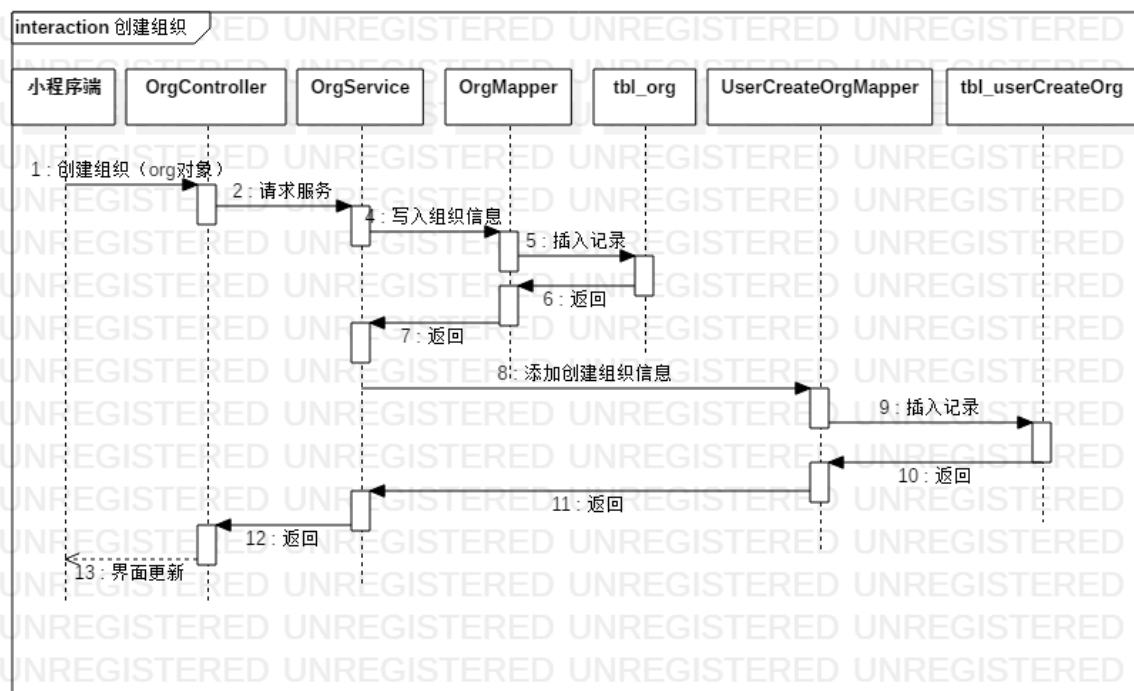 interaction 创建组织
小程序端 OrgController OrgService OrgMapper tbl_org UserCreateOrgMapper tbl_userCreateOrg
1 : 创建组织（org对象）
2 : 请求服务
4 : 写入组织信息
5 : 插入记录
6 : 返回
7 : 返回
8 : 添加创建组织信息
9 : 插入记录
10 : 返回
11 : 返回
12 : 返回
13 : 界面更新
UNREGISTERED UNREGISTERED UNREGISTERED UNREGISTERED